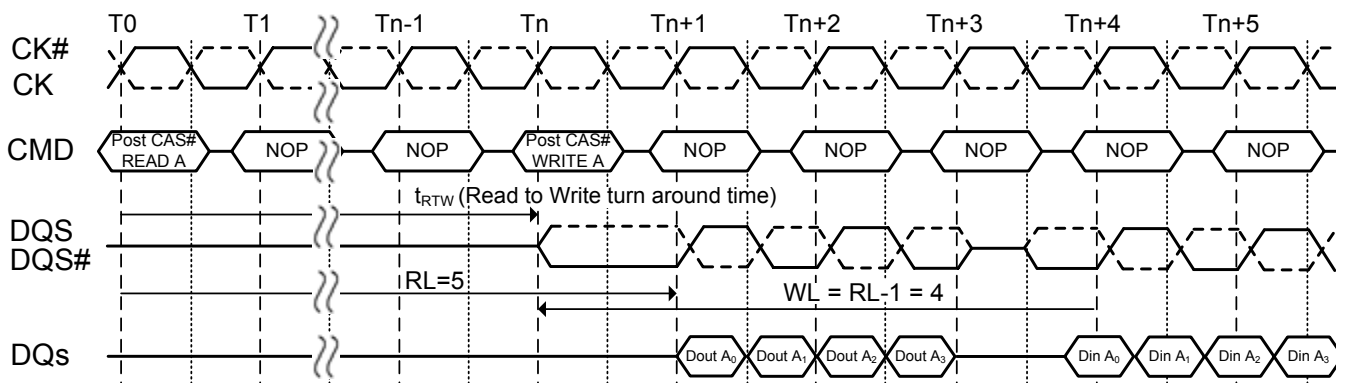 T0 T1 Tn-1 Tn Tn+1 Tn+2 Tn+3 Tn+4 Tn+5
CK#
CK
CMD Post CAS# READ A NOP NOP Post CAS# WRITE A NOP NOP NOP NOP NOP
tRTW (Read to Write turn around time)
DQS
DQS#
RL=5 WL = RL-1 = 4
DQs Dout A0 Dout A1 Dout A2 Dout A3 Din A0 Din A1 Din A2 Din A3